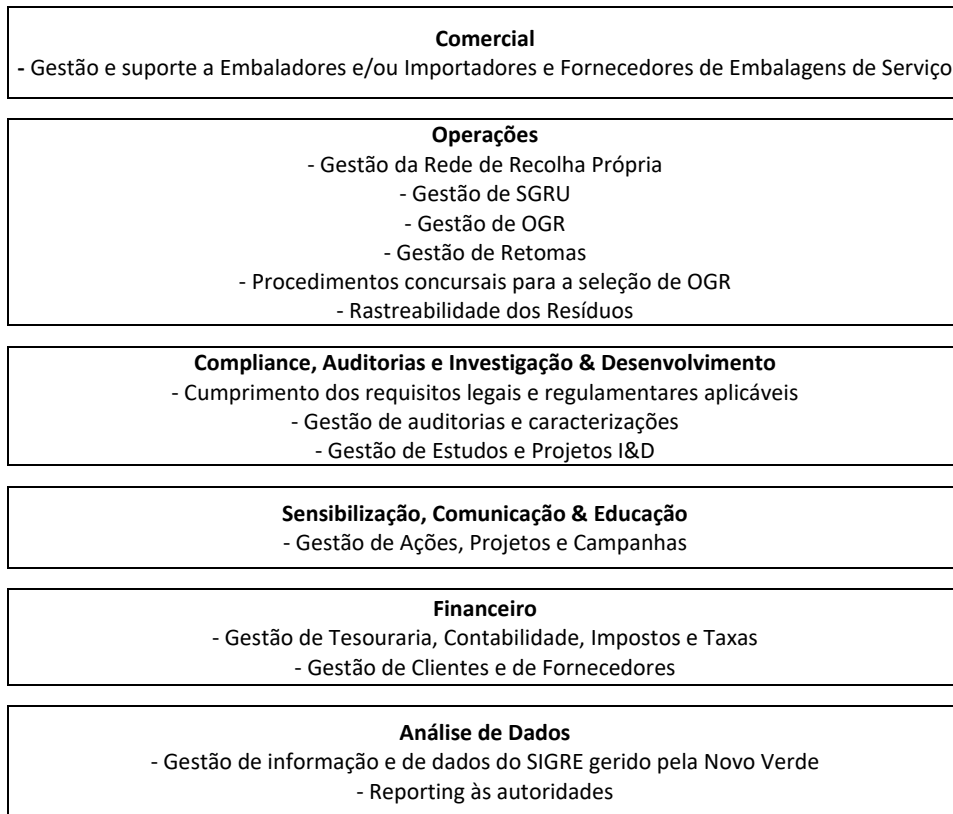 Comercial
- Gestão e suporte a Embaladores e/ou Importadores e Fornecedores de Embalagens de Serviço
Operações
- Gestão da Rede de Recolha Própria
- Gestão de SGRU
- Gestão de OGR
- Gestão de Retomas
- Procedimentos concursais para a seleção de OGR
- Rastreabilidade dos Resíduos
Compliance, Auditorias e Investigação & Desenvolvimento
- Cumprimento dos requisitos legais e regulamentares aplicáveis
- Gestão de auditorias e caracterizações
- Gestão de Estudos e Projetos I&D
Sensibilização, Comunicação & Educação
- Gestão de Ações, Projetos e Campanhas
Financeiro
- Gestão de Tesouraria, Contabilidade, Impostos e Taxas
- Gestão de Clientes e de Fornecedores
Análise de Dados
- Gestão de informação e de dados do SIGRE gerido pela Novo Verde
- Reporting às autoridades